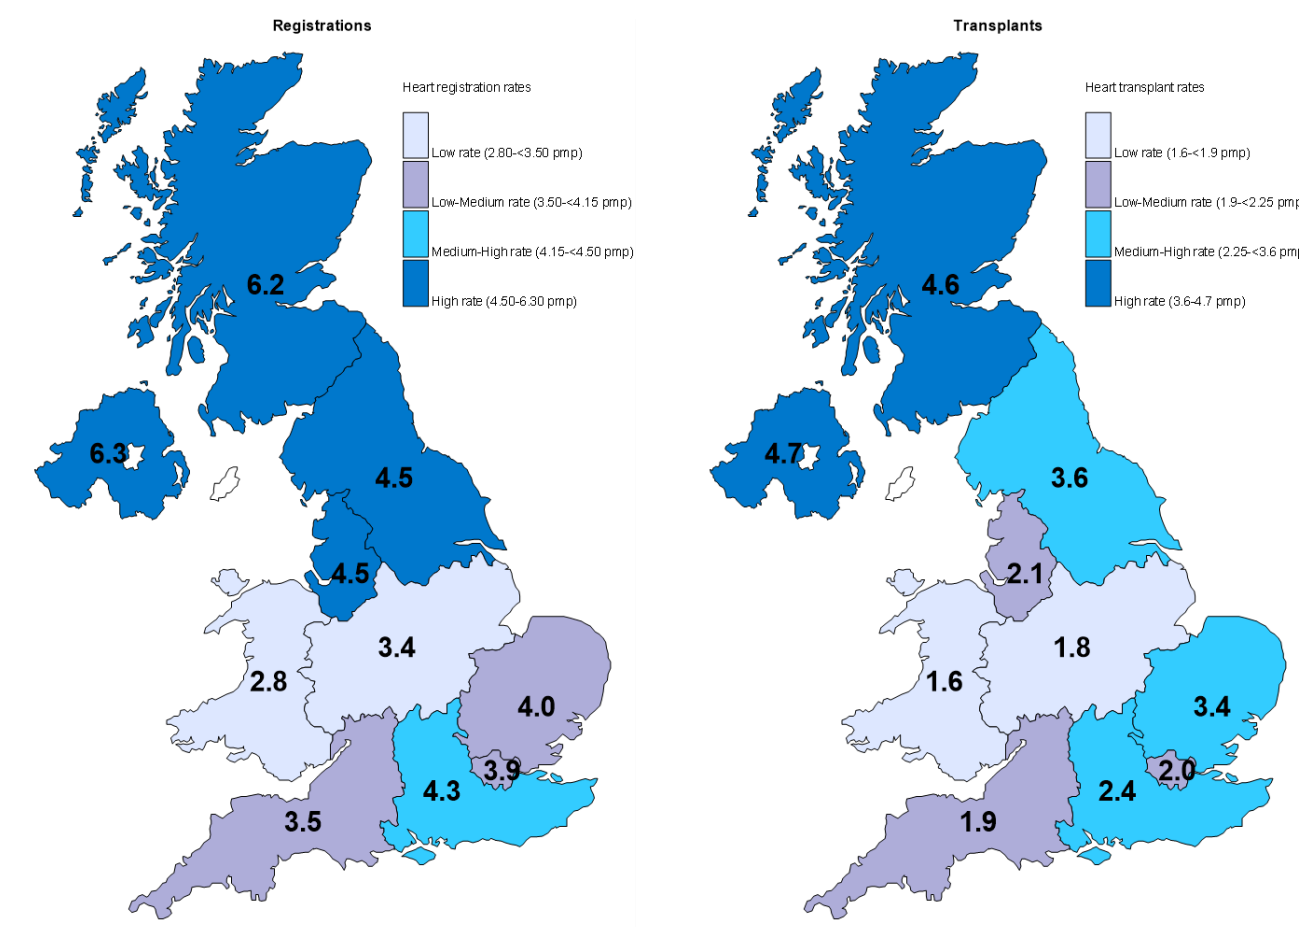 Registrations
Heart registration rates
Low rate (2.80-<3.50 pmp)
Low-Medium rate (3.50-<4.15 pmp)
Medium-High rate (4.15-<4.50 pmp)
High rate (4.50-6.30 pmp)
6.2
6.3
4.5
4.5
3.4
2.8
4.0
3.9
4.3
3.5
Transplants
Heart transplant rates
Low rate (1.6-<1.9 pmp)
Low-Medium rate (1.9-<2.25 pmp
Medium-High rate (2.25-<3.6 pmp
High rate (3.6-4.7 pmp)
4.6
4.7
3.6
2.1
1.8
1.6
3.4
2.0
2.4
1.9